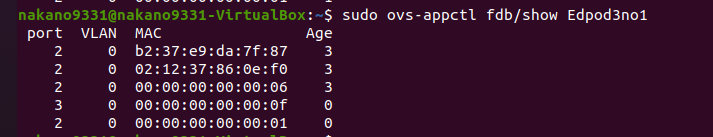 nakano9331@nakano9331-VirtualBox:~$ sudo ovs-appctl fdb/show Edpod3no1
port VLAN MAC Age
2 0 b2:37:e9:da:7f:87 3
2 0 02:12:37:86:0e:f0 3
2 0 00:00:00:00:00:06 3
3 0 00:00:00:00:00:0f 0
2 0 00:00:00:00:00:01 0